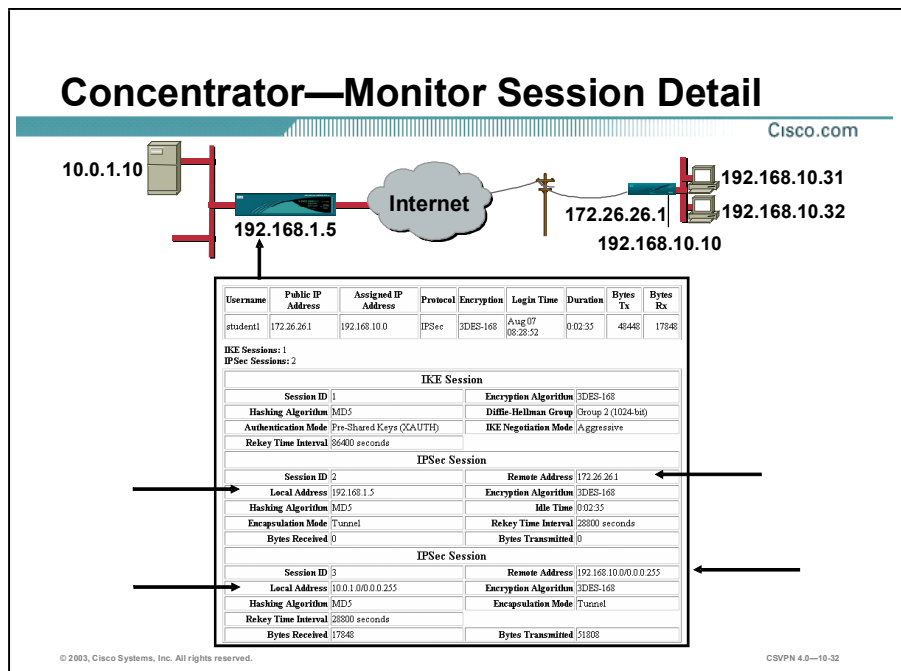 Concentrator—Monitor Session Detail
Cisco.com
10.0.1.10
192.168.1.5
Internet
172.26.26.1
192.168.10.10
192.168.10.31
192.168.10.32
Username Public IP Address Assigned IP Address Protocol Encryption Login Time Duration Bytes Tx Bytes Rx
student1 172.26.26.1 192.168.10.0 IPSec 3DES-168 Aug 07 08:28:52 0:02:35 48448 17848
IKE Sessions: 1
IPSec Sessions: 2
IKE Session
Session ID 1 Encryption Algorithm 3DES-168
Hashing Algorithm MD5 Diffie-Hellman Group Group 2 (1024-bit)
Authentication Mode Pre-Shared Keys (XAUTH) IKE Negotiation Mode Aggressive
Rekey Time Interval 86400 seconds
IPSec Session
Session ID 2 Remote Address 172.26.26.1
Local Address 192.168.1.5 Encryption Algorithm 3DES-168
Hashing Algorithm MD5 Idle Time 0:02:35
Encapsulation Mode Tunnel Rekey Time Interval 28800 seconds
Bytes Received 0 Bytes Transmitted 0
IPSec Session
Session ID 3 Remote Address 192.168.10.0/0.0.0.255
Local Address 10.0.1.0/0.0.0.255 Encryption Algorithm 3DES-168
Hashing Algorithm MD5 Encapsulation Mode Tunnel
Rekey Time Interval 28800 seconds
Bytes Received 17848 Bytes Transmitted 51808
© 2003, Cisco Systems, Inc. All rights reserved.
CSVPN 4.0—10-32